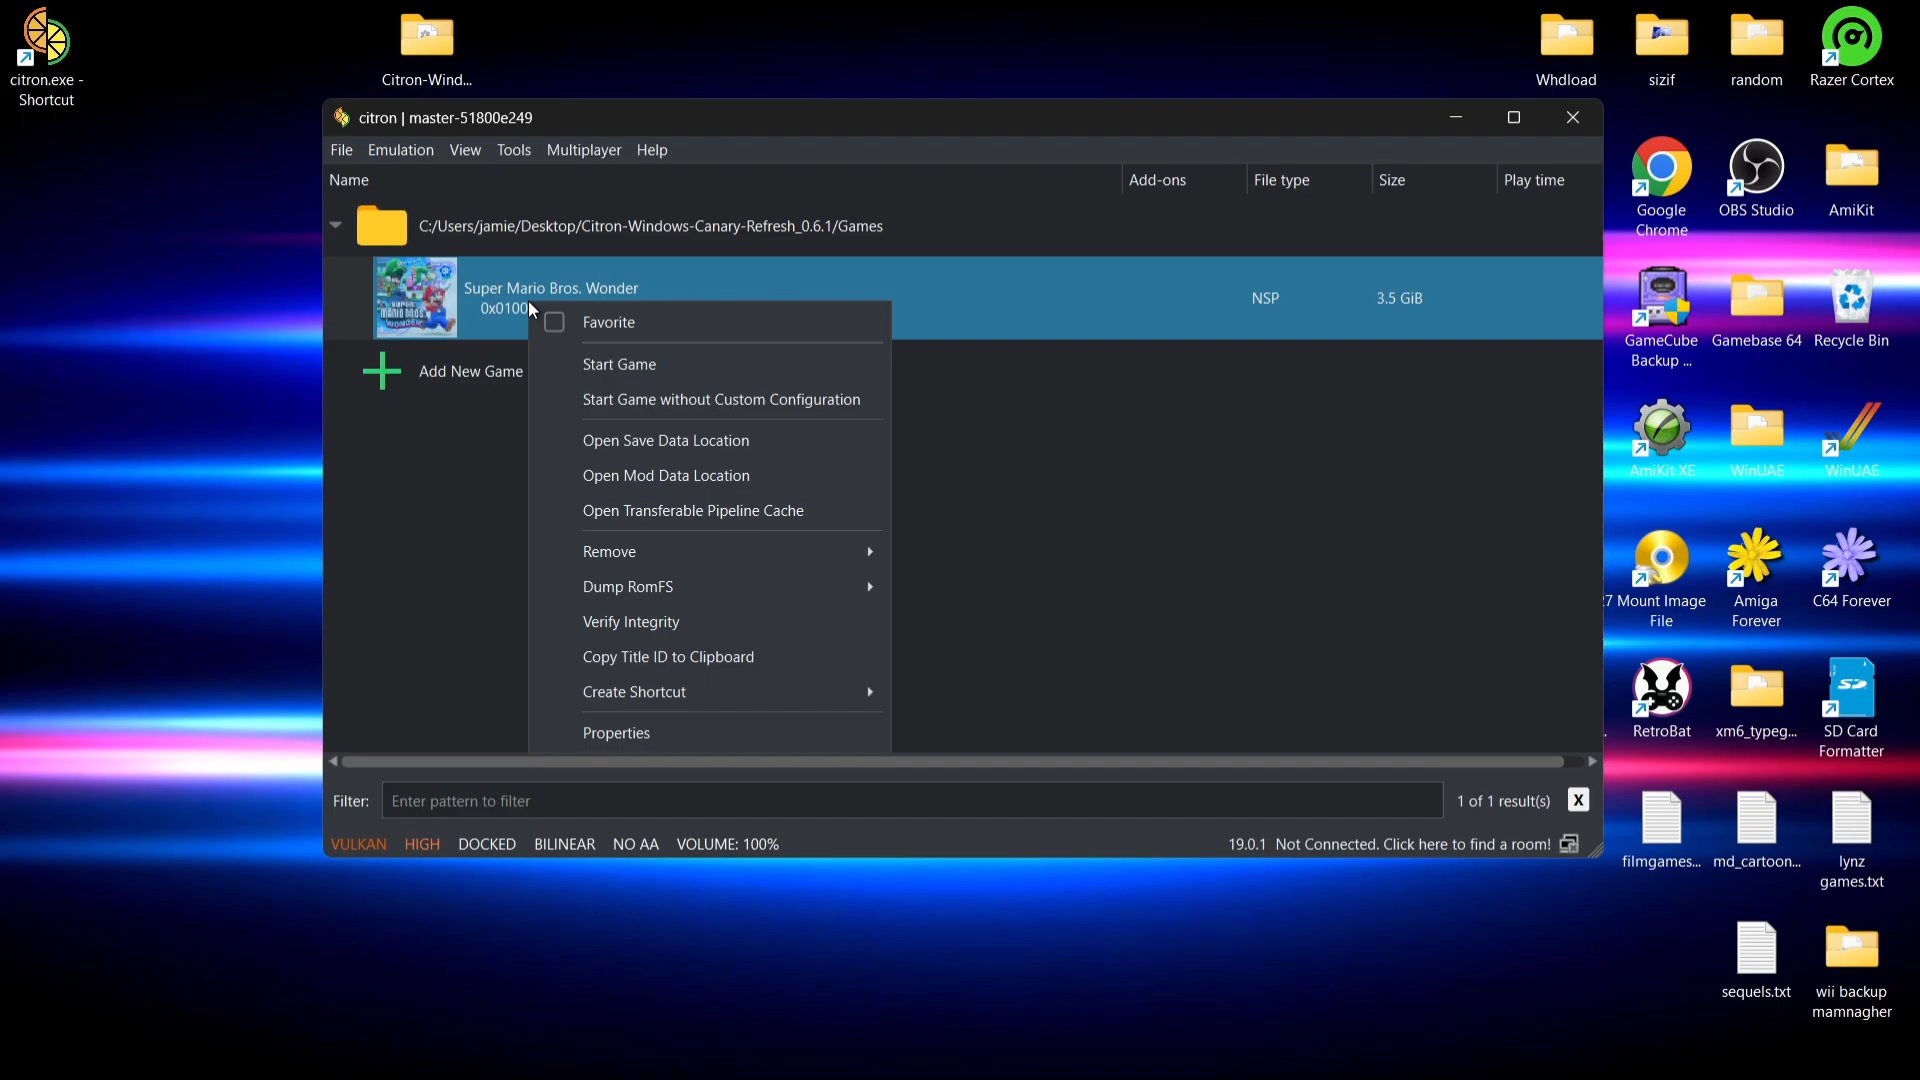 citron.exe -
Shortcut
Citron-Wind...
Whdload
sizif
random
Razer Cortex
citron | master-51800e249
File
Emulation
View
Tools
Multiplayer
Help
Name
Add-ons
File type
Size
Play time
C:/Users/jamie/Desktop/Citron-Windows-Canary-Refresh_0.6.1/Games
Super Mario Bros. Wonder
0x0100
NSP
3.5 GiB
Add New Game
Favorite
Start Game
Start Game without Custom Configuration
Open Save Data Location
Open Mod Data Location
Open Transferable Pipeline Cache
Remove
Dump RomFS
Verify Integrity
Copy Title ID to Clipboard
Create Shortcut
Properties
Filter:
Enter pattern to filter
1 of 1 result(s)
X
VULKAN
HIGH
DOCKED
BILINEAR
NO AA
VOLUME: 100%
19.0.1
Not Connected. Click here to find a room!
Google
Chrome
OBS Studio
AmiKit
GameCube
Backup ...
Gamebase 64
Recycle Bin
AmiKit XE
WinUAE
WinUAE
7 Mount Image
File
Amiga
Forever
C64 Forever
RetroBat
xm6_typeg...
SD Card
Formatter
filmgames...
md_cartoon...
lynz
games.txt
sequels.txt
wii backup
mamnagher